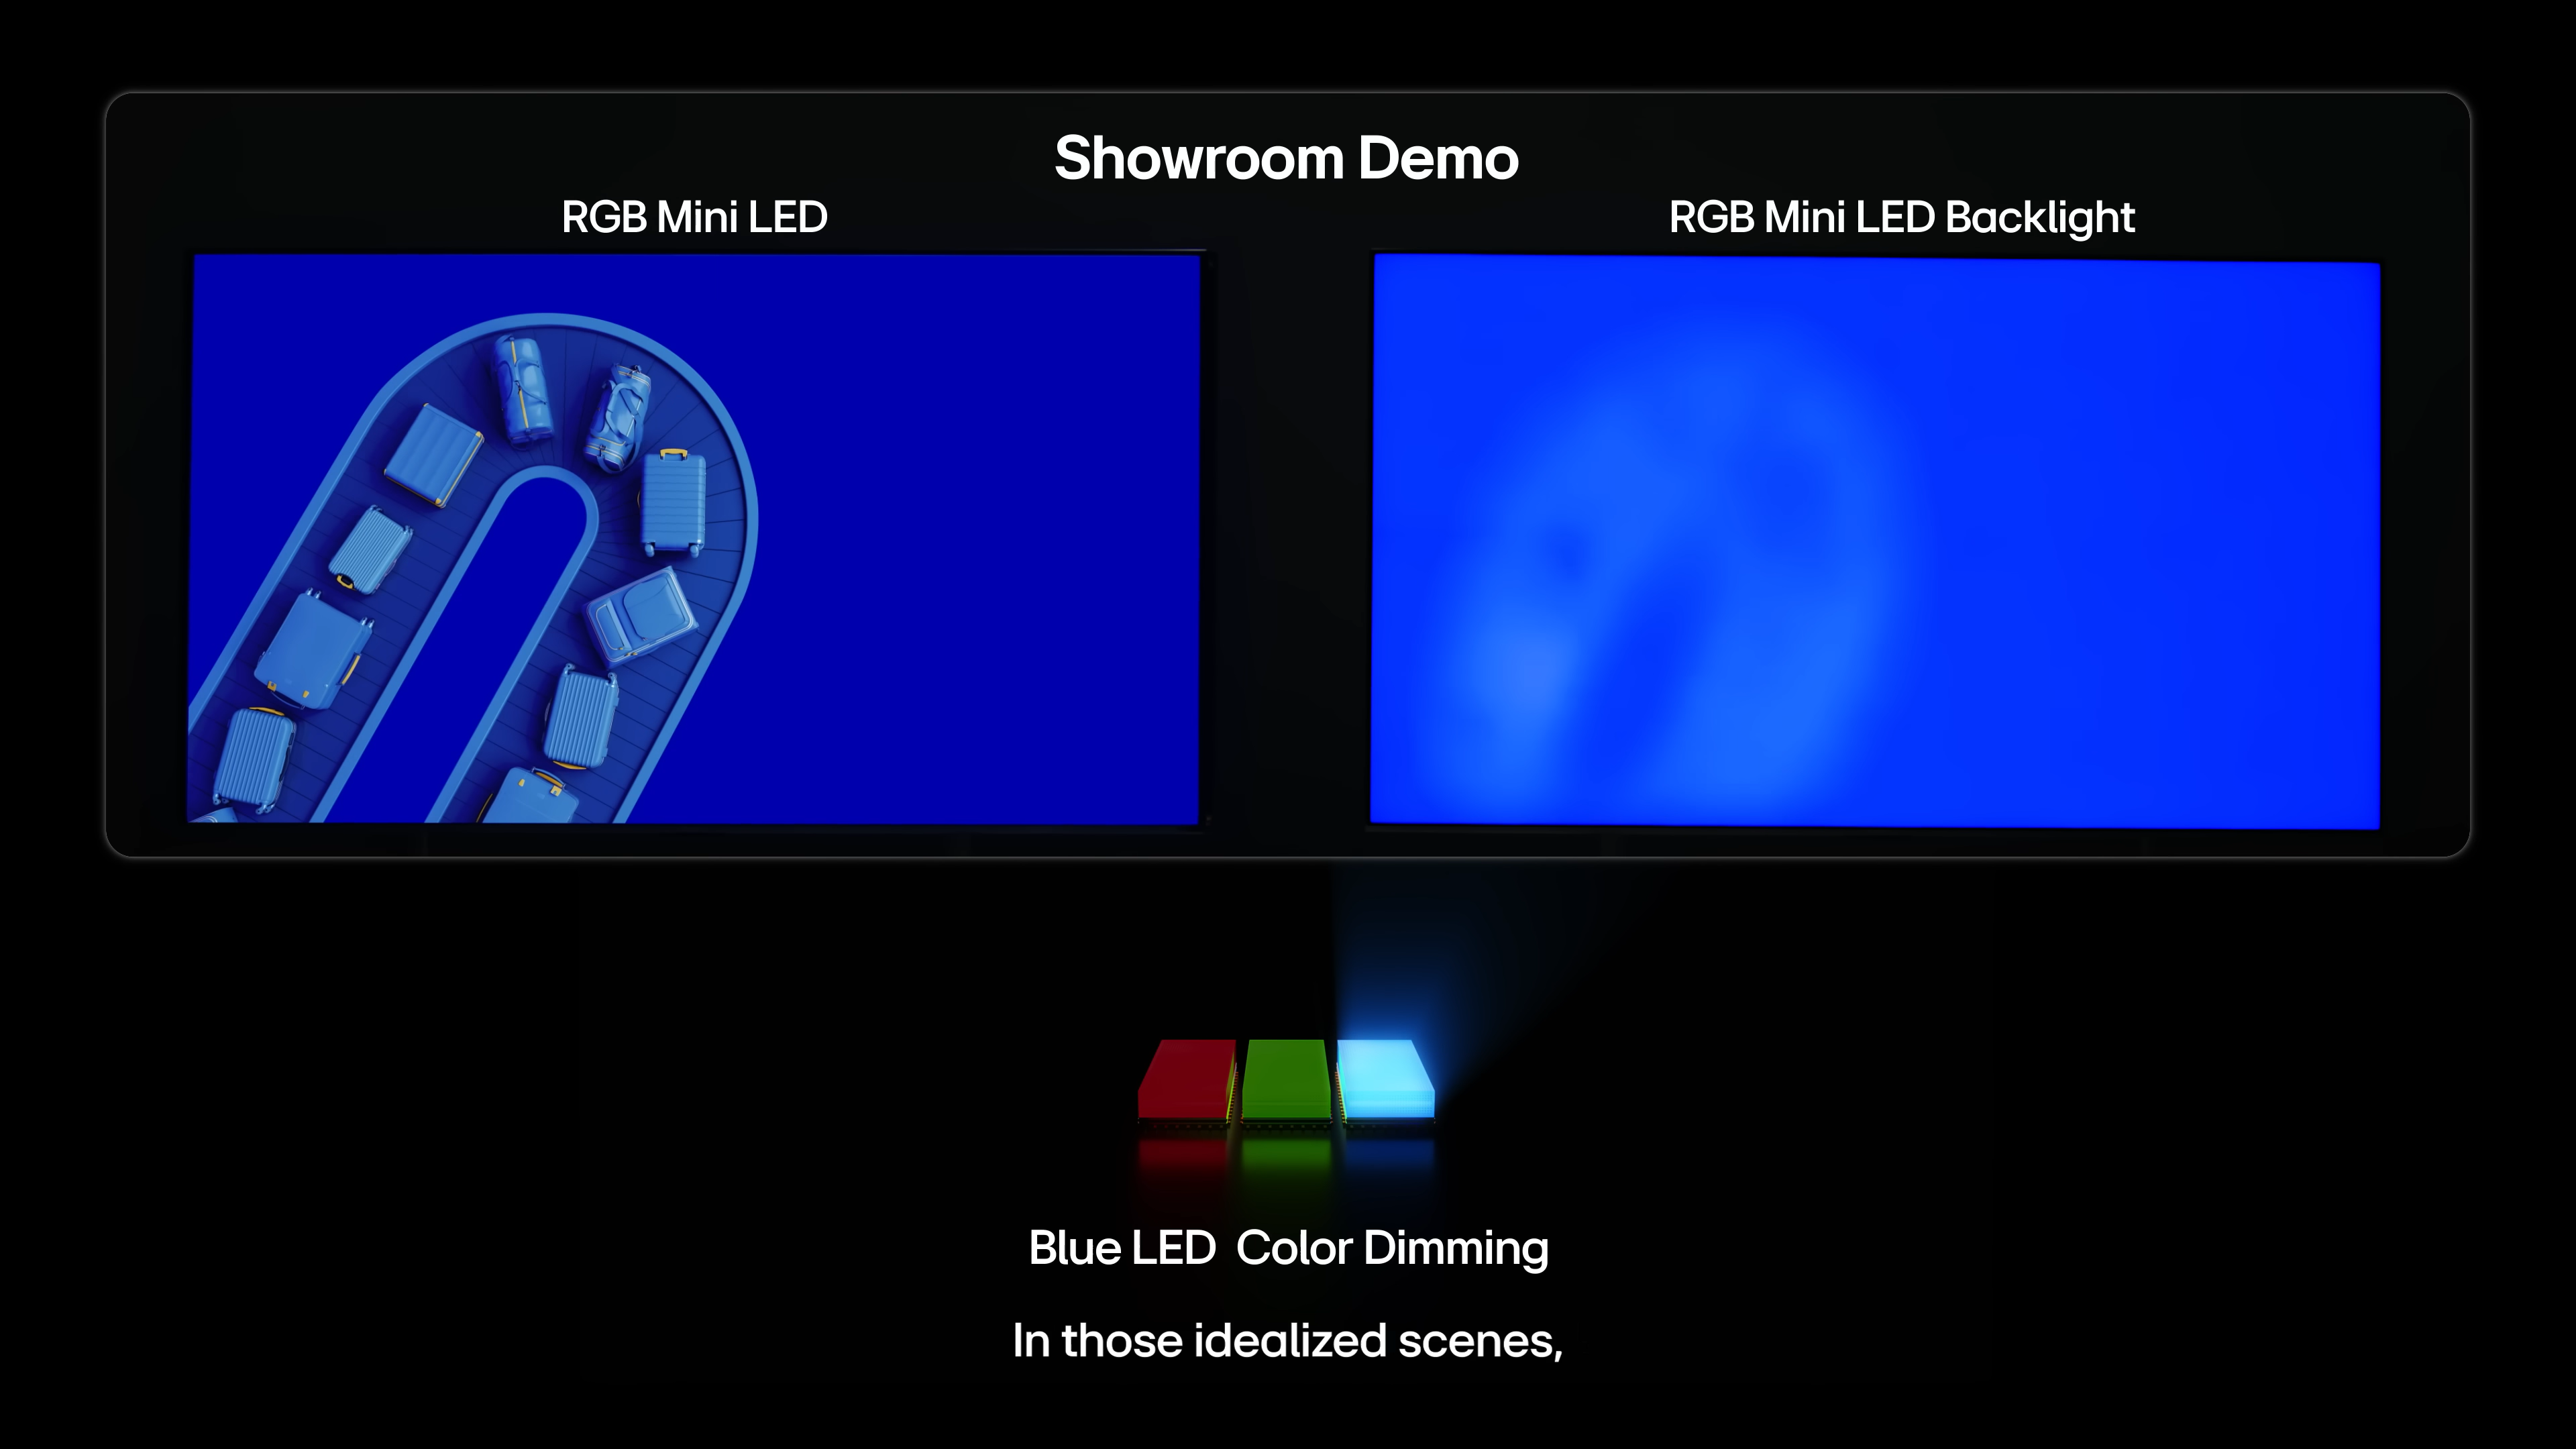 Showroom Demo
RGB Mini LED
RGB Mini LED Backlight
Blue LED Color Dimming
In those idealized scenes,